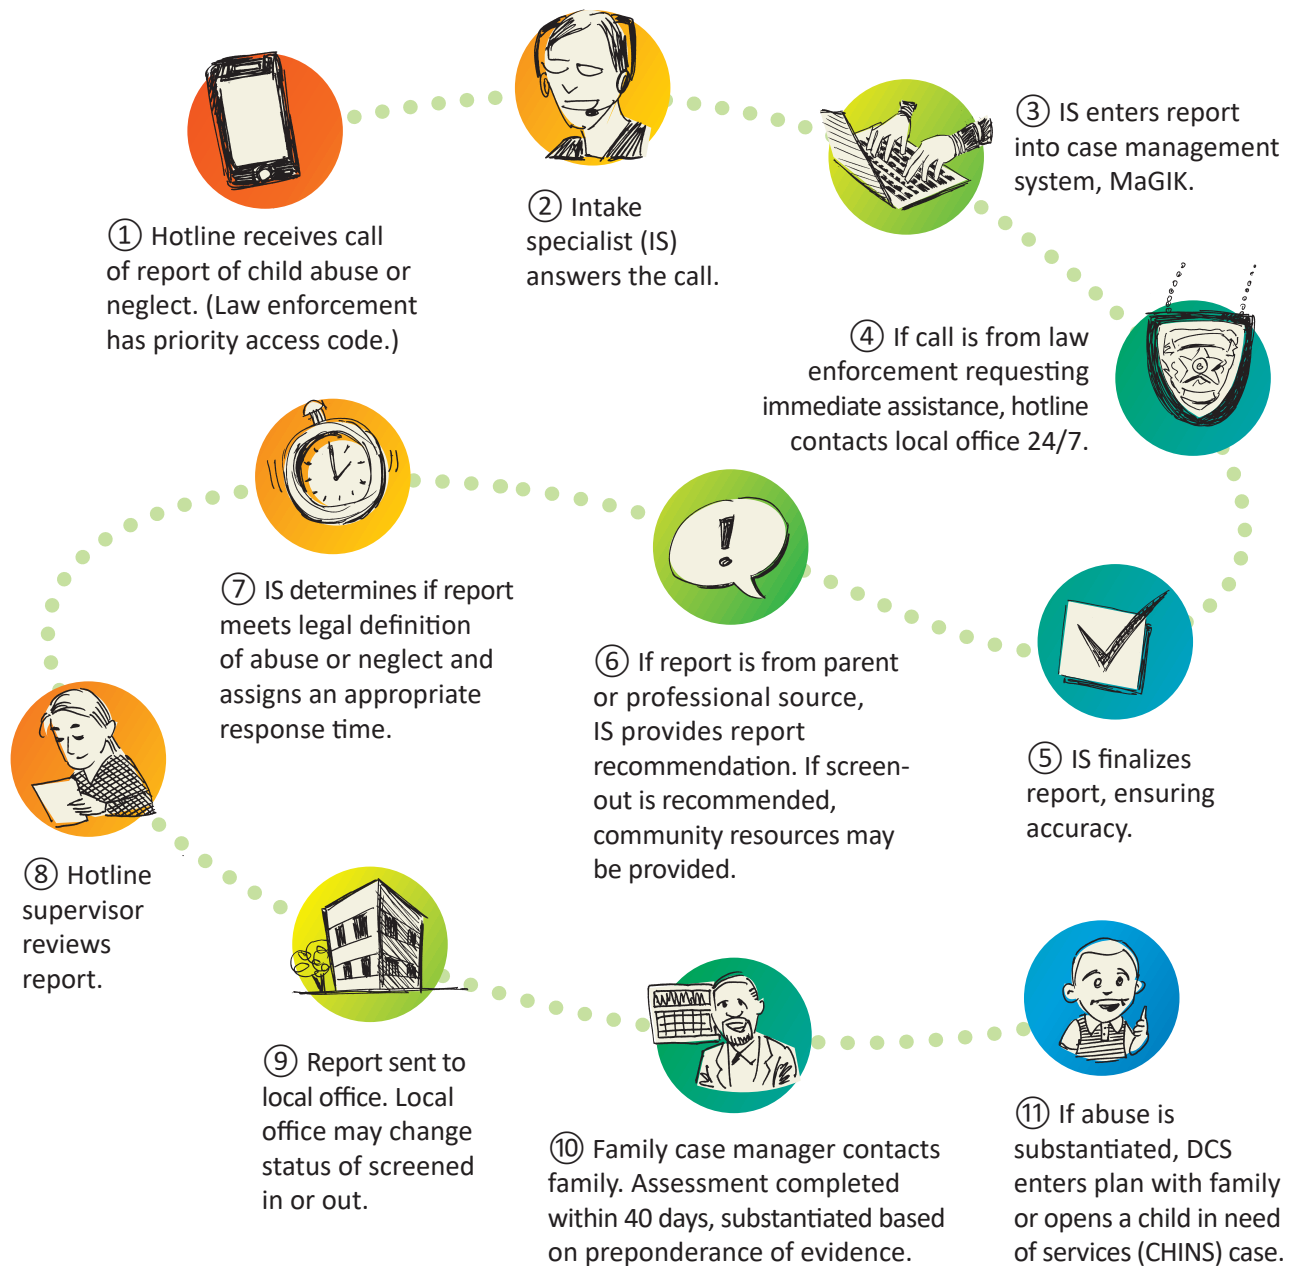 ① Hotline receives call
of report of child abuse or
neglect. (Law enforcement
has priority access code.)
② Intake
specialist (IS)
answers the call.
③ IS enters report
into case management
system, MaGIK.
④ If call is from law
enforcement requesting
immediate assistance, hotline
contacts local office 24/7.
⑤ IS finalizes
report, ensuring
accuracy.
⑥ If report is from parent
or professional source,
IS provides report
recommendation. If screen-
out is recommended,
community resources may
be provided.
⑦ IS determines if report
meets legal definition
of abuse or neglect and
assigns an appropriate
response time.
⑧ Hotline
supervisor
reviews
report.
⑨ Report sent to
local office. Local
office may change
status of screened
in or out.
⑩ Family case manager contacts
family. Assessment completed
within 40 days, substantiated based
on preponderance of evidence.
⑪ If abuse is
substantiated, DCS
enters plan with family
or opens a child in need
of services (CHINS) case.